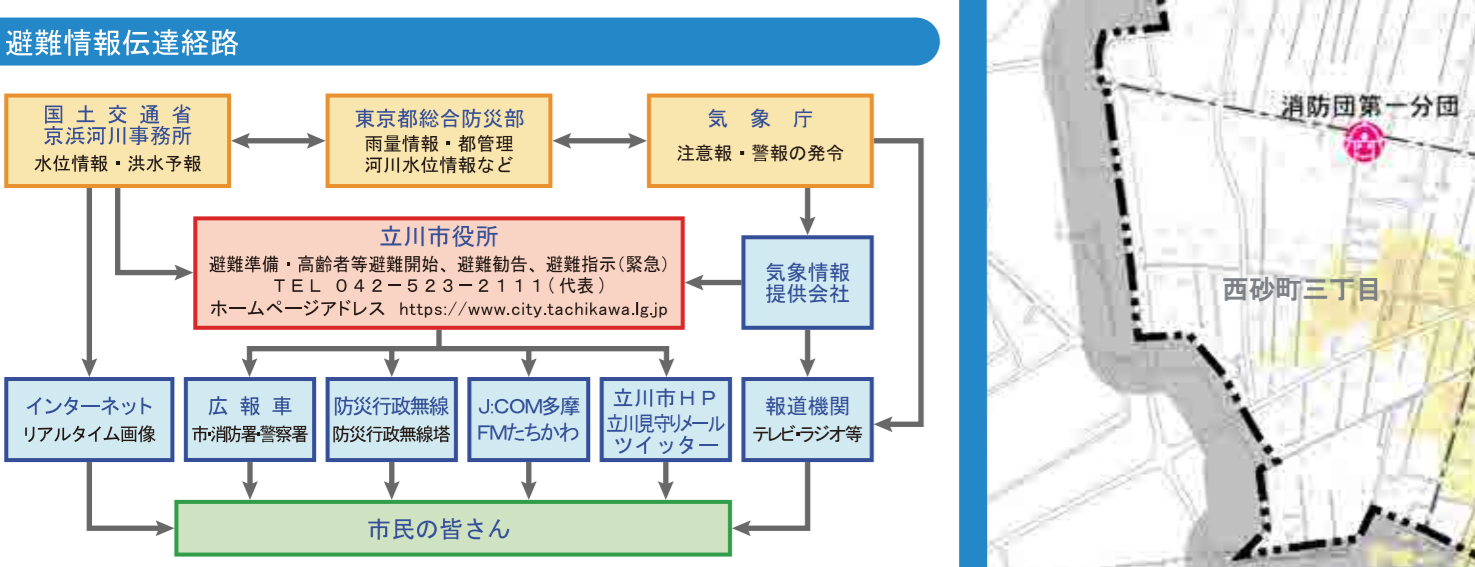 避難情報伝達経路
国土交通省
京浜河川事務所
水位情報・洪水予報
東京都総合防災部
雨量情報・都管理
河川水位情報など
気象庁
注意報・警報の発令
立川市役所
避難準備・高齢者等避難開始、避難勧告、避難指示(緊急)
TEL 042-523-2111(代表)
ホームページアドレス https://www.city.tachikawa.lg.jp
気象情報
提供会社
インターネット
リアルタイム画像
広報車
市・消防署・警察署
防災行政無線
防災行政無線塔
J:COM多摩
FMたちかわ
立川市HP
立川見守りメール
ツイッター
報道機関
テレビ・ラジオ等
市民の皆さん
消防団第一分団
西砂町三丁目